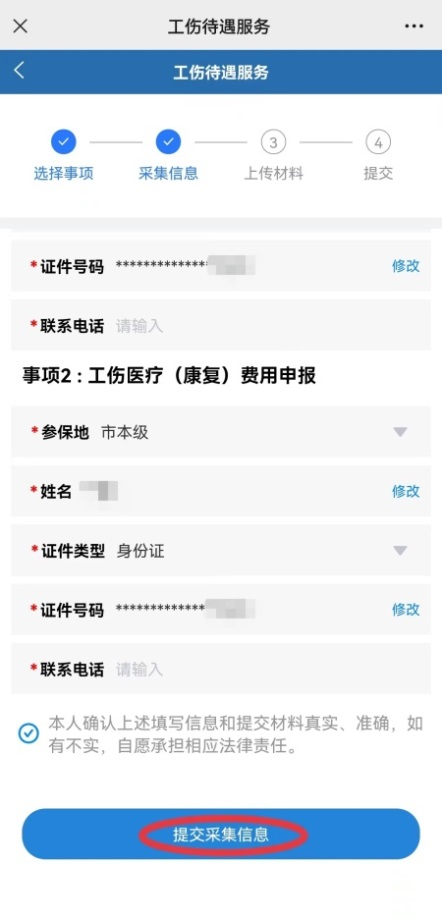 工伤待遇服务
工伤待遇服务
3 4
选择事项 采集信息 上传材料 提交
*证件号码 ************* 修改
*联系电话 请输入
事项2：工伤医疗（康复）费用申报
*参保地 市本级
*姓名 修改
*证件类型 身份证
*证件号码 ************* 修改
*联系电话 请输入
本人确认上述填写信息和提交材料真实、准确，如
有不实，自愿承担相应法律责任。
提交采集信息